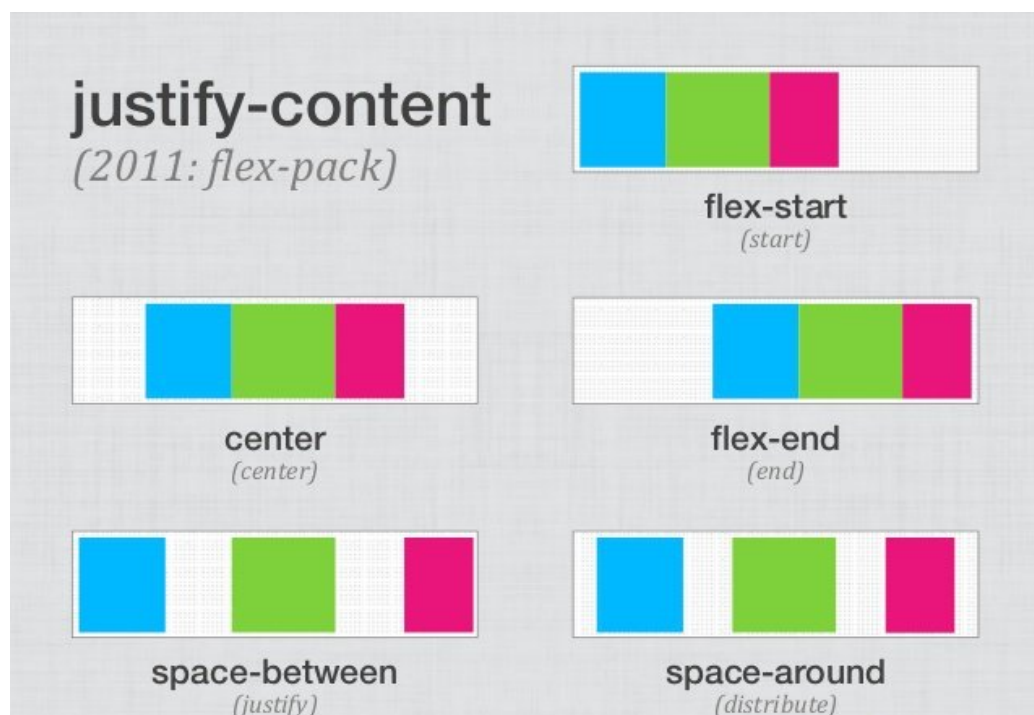 justify-content
(2011: flex-pack)
flex-start
(start)
center
(center)
flex-end
(end)
space-between
(justify)
space-around
(distribute)